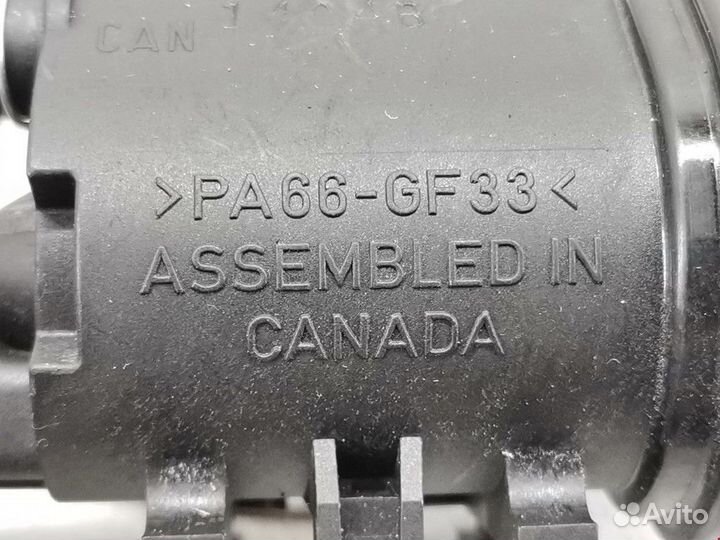 CAN
>PA66-GF33<
ASSEMBLED IN
CANADA
Avito